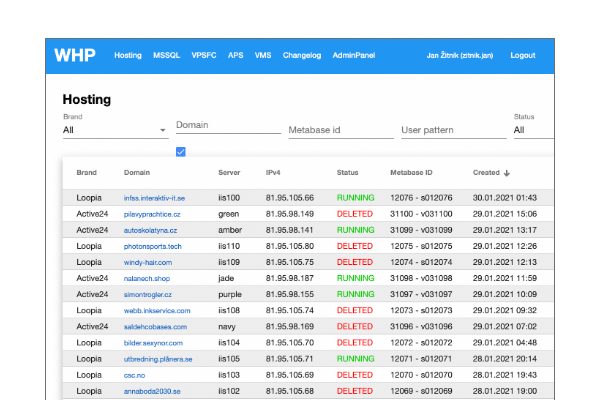 WHP Hosting MSSQL VPSFC APS VMS Changelog AdminPanel Jan Žitník (zitnik.jan) Logout
Hosting
Brand Status
All Domain Metabase id User pattern All
Brand Domain Server IPv4 Status Metabase ID Created
Loopia infss.interaktiv-it.se iis100 81.95.105.66 RUNNING 12076 - s012076 30.01.2021 01:43
Active24 pilavyprachtice.cz green 81.95.98.149 DELETED 31100 - v031100 29.01.2021 15:06
Active24 autoskolatyna.cz amber 81.95.98.141 RUNNING 31099 - v031099 29.01.2021 13:17
Loopia photonsports.tech iis110 81.95.105.80 DELETED 12075 - s012075 29.01.2021 12:26
Loopia windy-hair.com iis109 81.95.105.75 DELETED 12074 - s012074 29.01.2021 12:13
Active24 nalanech.shop jade 81.95.98.187 RUNNING 31098 - v031098 29.01.2021 11:59
Active24 simontrogler.cz purple 81.95.98.155 RUNNING 31097 - v031097 29.01.2021 10:09
Loopia webb.inkservice.com iis108 81.95.105.74 DELETED 12073 - s012073 29.01.2021 09:32
Active24 saldehcobases.com navy 81.95.98.169 DELETED 31096 - v031096 29.01.2021 07:02
Loopia bilder.sexynor.com iis104 81.95.105.70 DELETED 12072 - s012072 29.01.2021 04:48
Loopia utbredning.plåners.se iis105 81.95.105.71 RUNNING 12071 - s012071 28.01.2021 20:14
Loopia csc.no iis103 81.95.105.69 DELETED 12070 - s012070 28.01.2021 19:43
Loopia annaboda2030.se iis102 81.95.105.68 DELETED 12069 - s012069 28.01.2021 19:00